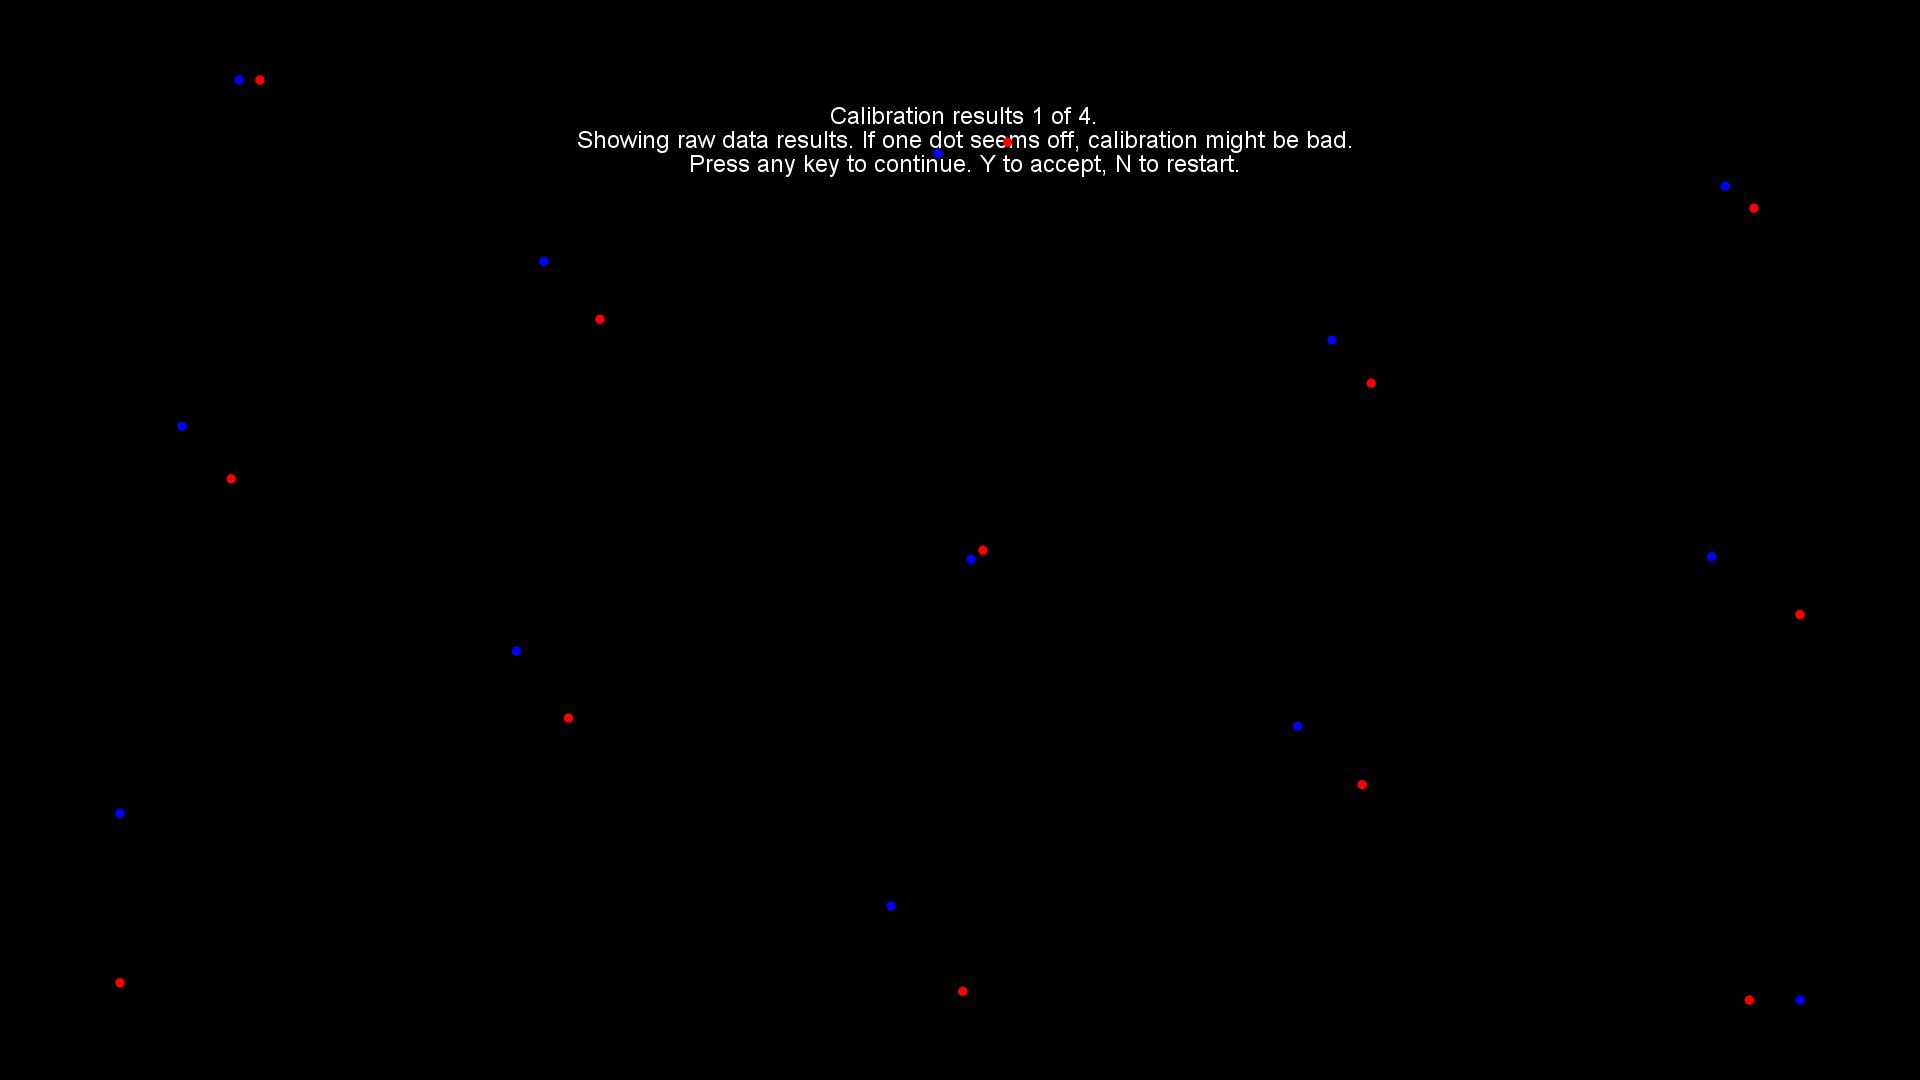 Calibration results 1 of 4.
Showing raw data results. If one dot seems off, calibration might be bad.
Press any key to continue. Y to accept, N to restart.